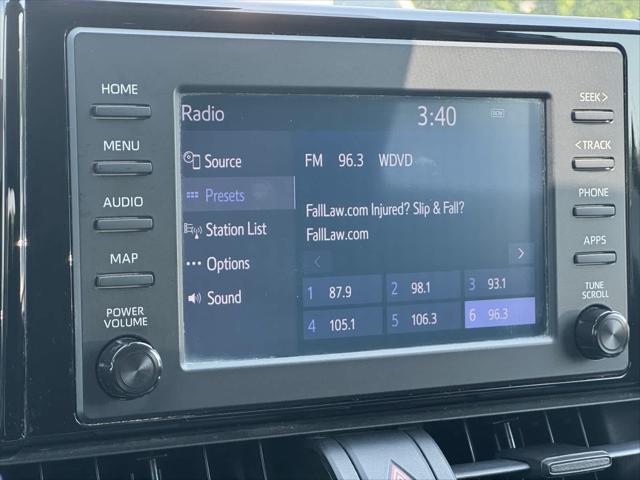 HOME
MENU
AUDIO
MAP
POWER
VOLUME
Radio
3:40
DCM
Source
Presets
Station List
Options
Sound
FM 96.3 WDVD
FallLaw.com Injured? Slip & Fall?
FallLaw.com
1 87.9
2 98.1
3 93.1
4 105.1
5 106.3
6 96.3
SEEK >
< TRACK
PHONE
APPS
TUNE
SCROLL